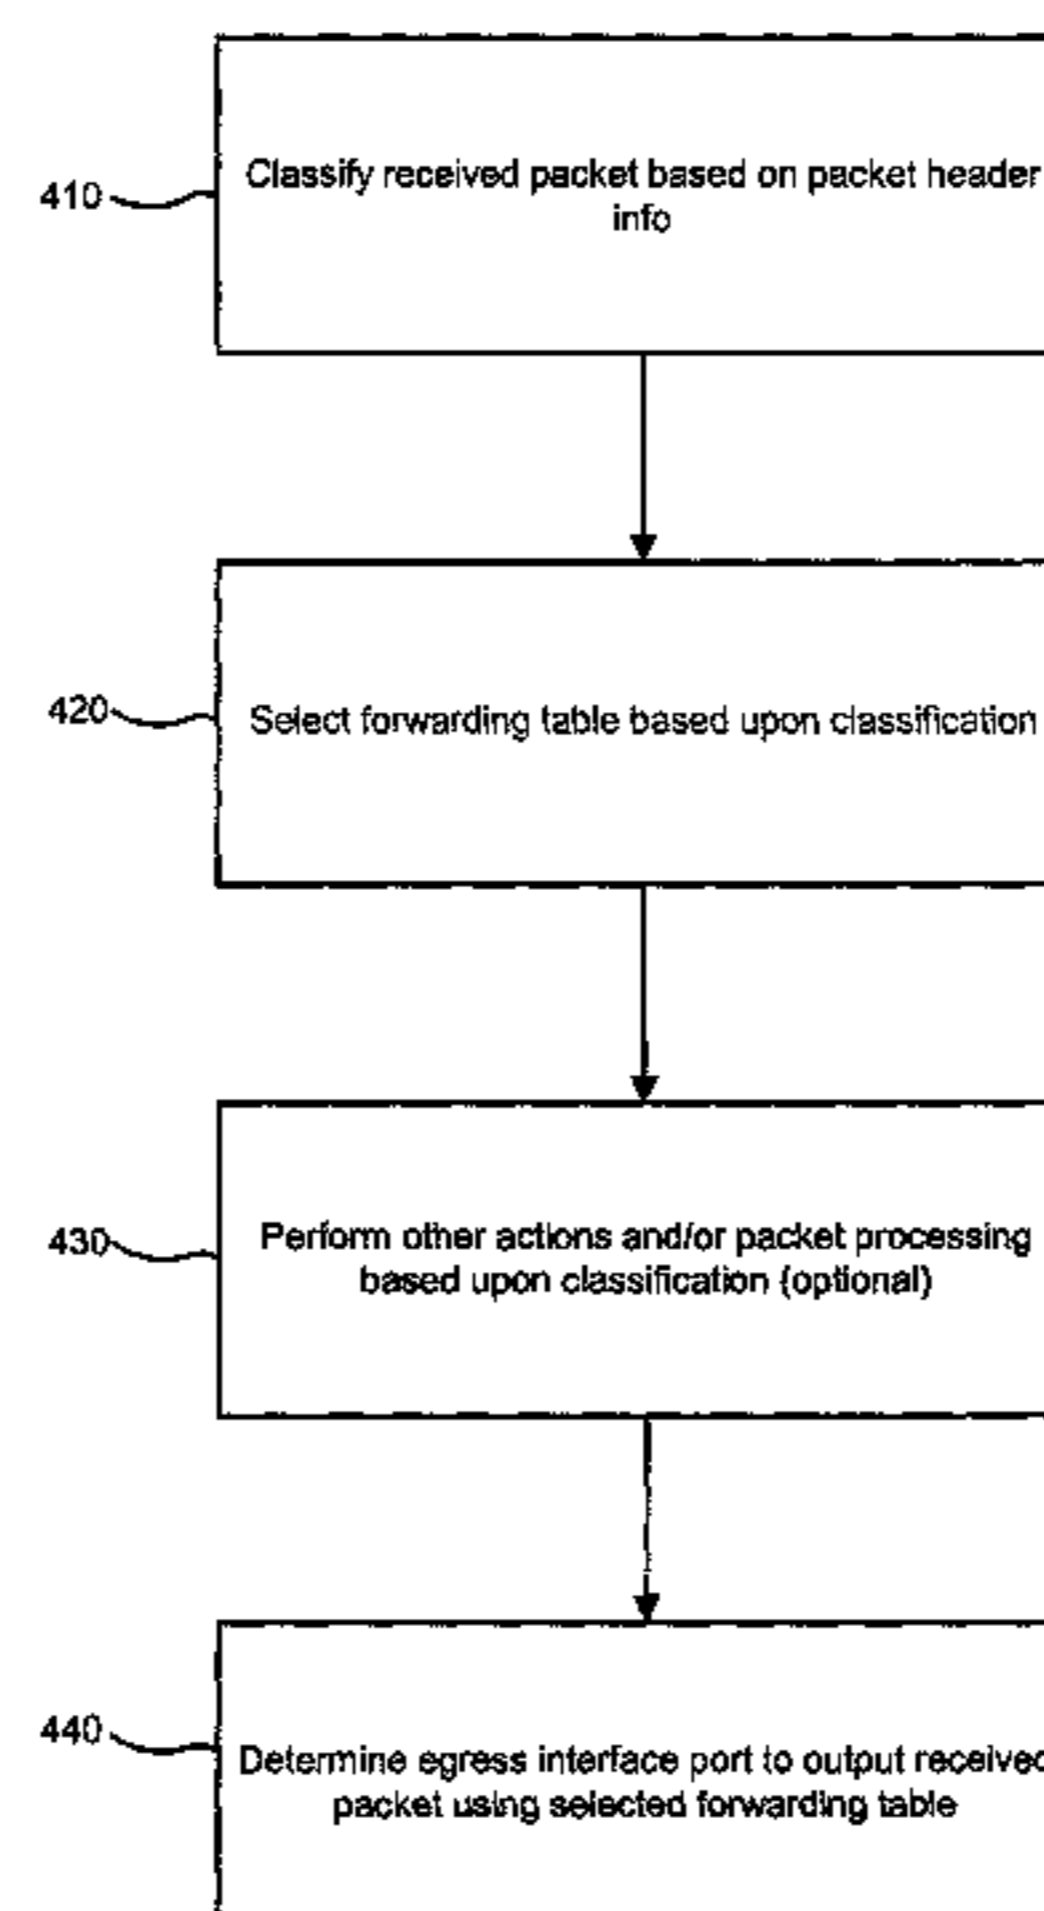 410
Classify received packet based on packet header
info
420
Select forwarding table based upon classification
430
Perform other actions and/or packet processing
based upon classification (optional)
440
Determine egress interface port to output received
packet using selected forwarding table